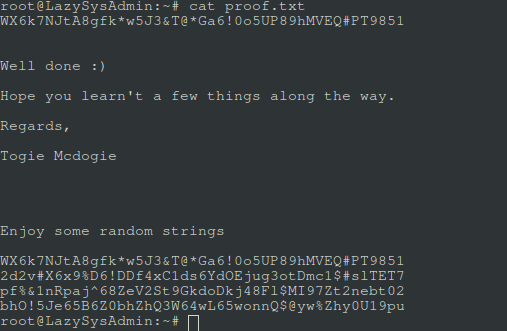 root@LazySysAdmin:~# cat proof.txt
WX6k7NJtA8gfk*w5J3&T@*Ga6!0o5UP89hMVEQ#PT9851
Well done :)
Hope you learn't a few things along the way.
Regards,
Togie Mcdogie
Enjoy some random strings
WX6k7NJtA8gfk*w5J3&T@*Ga6!0o5UP89hMVEQ#PT9851
2d2v#X6x9%D6!DDf4xC1ds6YdOEjug3otDmc1$#slTET7
pf%&1nRpaj^68ZeV2St9GkdoDkj48Fl$MI97Zt2nebt02
bhO!5Je65B6Z0bhZhQ3W64wL65wonnQ$@yw%Zhy0U19pu
root@LazySysAdmin:~#